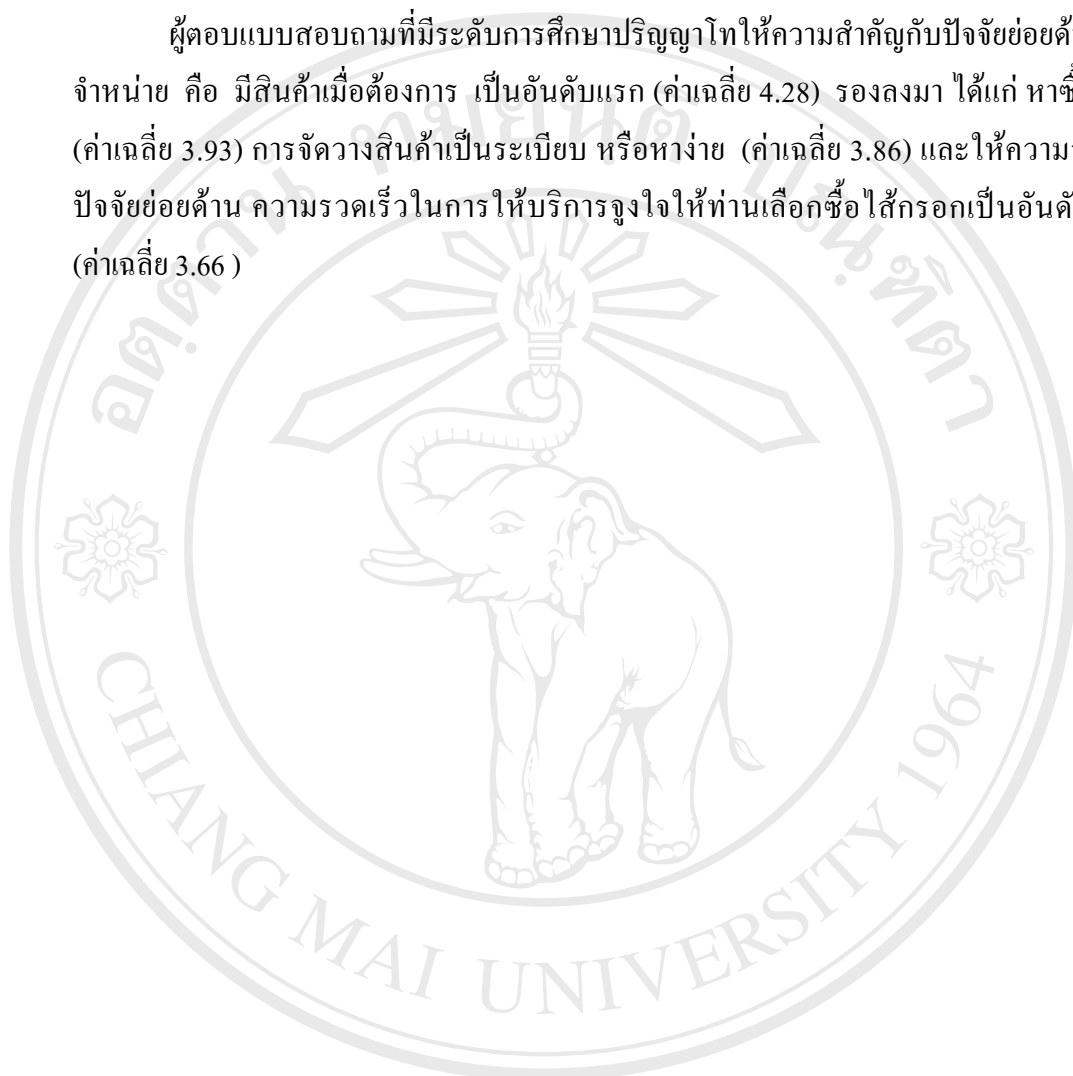 ผู้ตอบแบบสอบถามที่มีระดับการศึกษาปริญญาโทให้ความสำคัญกับปัจจัยย่อย
จำหน่าย คือ มีสินค้าเมื่อต้องการ เป็นอันดับแรก (ค่าเฉลี่ย 4.28) รองลงมา ได้แก่
(ค่าเฉลี่ย 3.93) การจัดวางสินค้าเป็นระเบียบ หรือหาง่าย (ค่าเฉลี่ย 3.86) และให้ความ
ปัจจัยย่อยด้าน ความรวดเร็วในการให้บริการจูงใจให้ท่านเลือกซื้อไส้กรอกเป็น
(ค่าเฉลี่ย 3.66 )
อตฺตานํ ทมยนฺติ ปณฺฑิตา
CHIANG MAI UNIVERSITY 1964